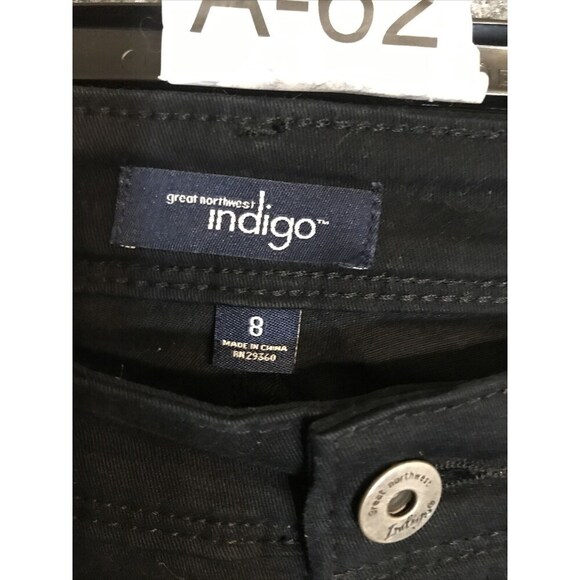 A-62
great northwest
indigo™
8
MADE IN CHINA
RN 29360
Great northwest
Indigo